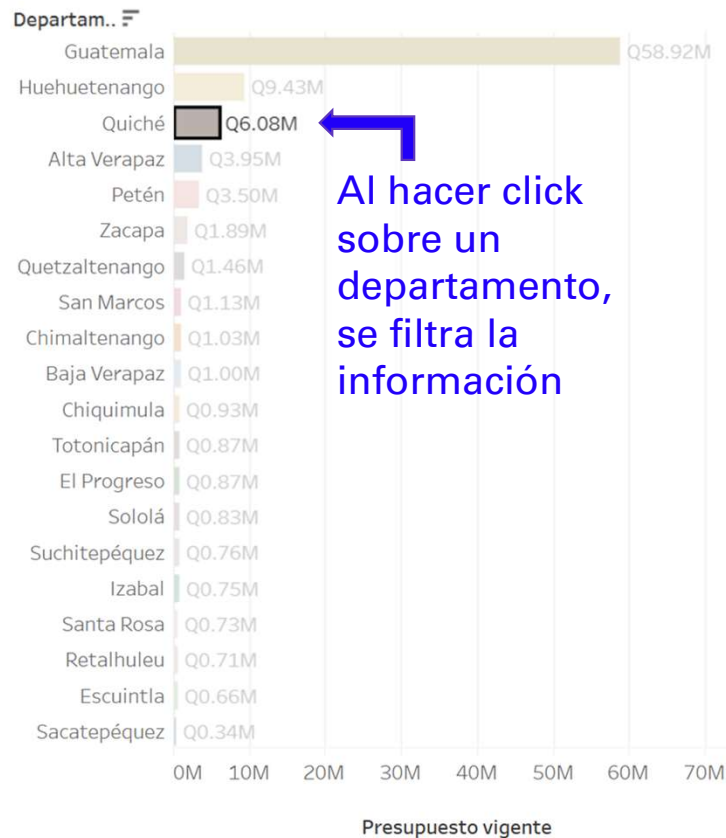 Departam..
Guatemala Q58.92M
Huehuetenango Q9.43M
Quiché Q6.08M
Alta Verapaz Q3.95M
Petén Q3.50M
Zacapa Q1.89M
Quetzaltenango Q1.46M
San Marcos Q1.13M
Chimaltenango Q1.03M
Baja Verapaz Q1.00M
Chiquimula Q0.93M
Totonicapán Q0.87M
El Progreso Q0.87M
Sololá Q0.83M
Suchitepéquez Q0.76M
Izabal Q0.75M
Santa Rosa Q0.73M
Retalhuleu Q0.71M
Escuintla Q0.66M
Sacatepéquez Q0.34M
Al hacer click
sobre un
departamento,
se filtra la
información
0M 10M 20M 30M 40M 50M 60M 70M
Presupuesto vigente